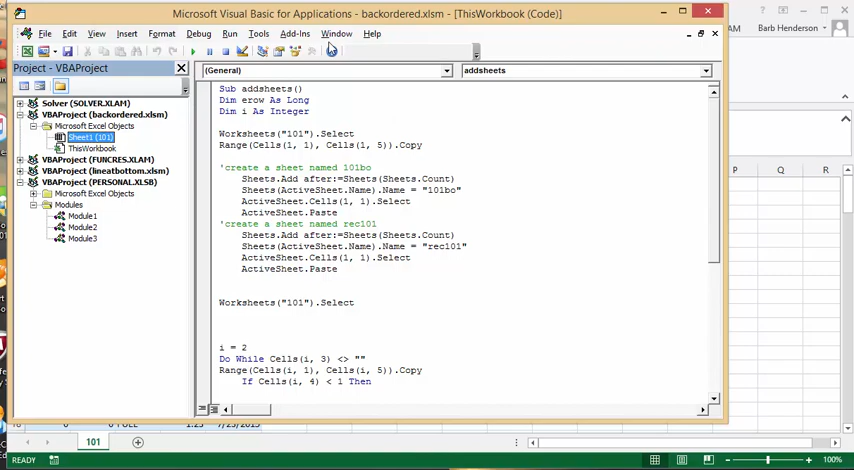 Microsoft Visual Basic for Applications - backordered.xlsm - [ThisWorkbook (Code)]
File Edit View Insert Format Debug Run Tools Add-Ins Window Help
AM Barb Henderson
Project - VBAProject
(General) addsheets
Solver (SOLVER.XLAM)
VBAProject (backordered.xlsm)
Microsoft Excel Objects
Sheet1 (101)
ThisWorkbook
VBAProject (FUNCRES.XLAM)
VBAProject (lineatbottom.xlsm)
VBAProject (PERSONAL.XLSB)
Microsoft Excel Objects
Modules
Module1
Module2
Module3
Sub addsheets()
Dim erow As Long
Dim i As Integer
Worksheets("101").Select
Range(Cells(1, 1), Cells(1, 5)).Copy
'create a sheet named 101bo
Sheets.Add after:=Sheets(Sheets.Count)
Sheets(ActiveSheet.Name).Name = "101bo"
ActiveSheet.Cells(1, 1).Select
ActiveSheet.Paste
'create a sheet named rec101
Sheets.Add after:=Sheets(Sheets.Count)
Sheets(ActiveSheet.Name).Name = "rec101"
ActiveSheet.Cells(1, 1).Select
ActiveSheet.Paste
Worksheets("101").Select
i = 2
Do While Cells(i, 3) <> ""
Range(Cells(i, 1), Cells(i, 5)).Copy
If Cells(i, 4) < 1 Then
P Q R
101
READY
100%